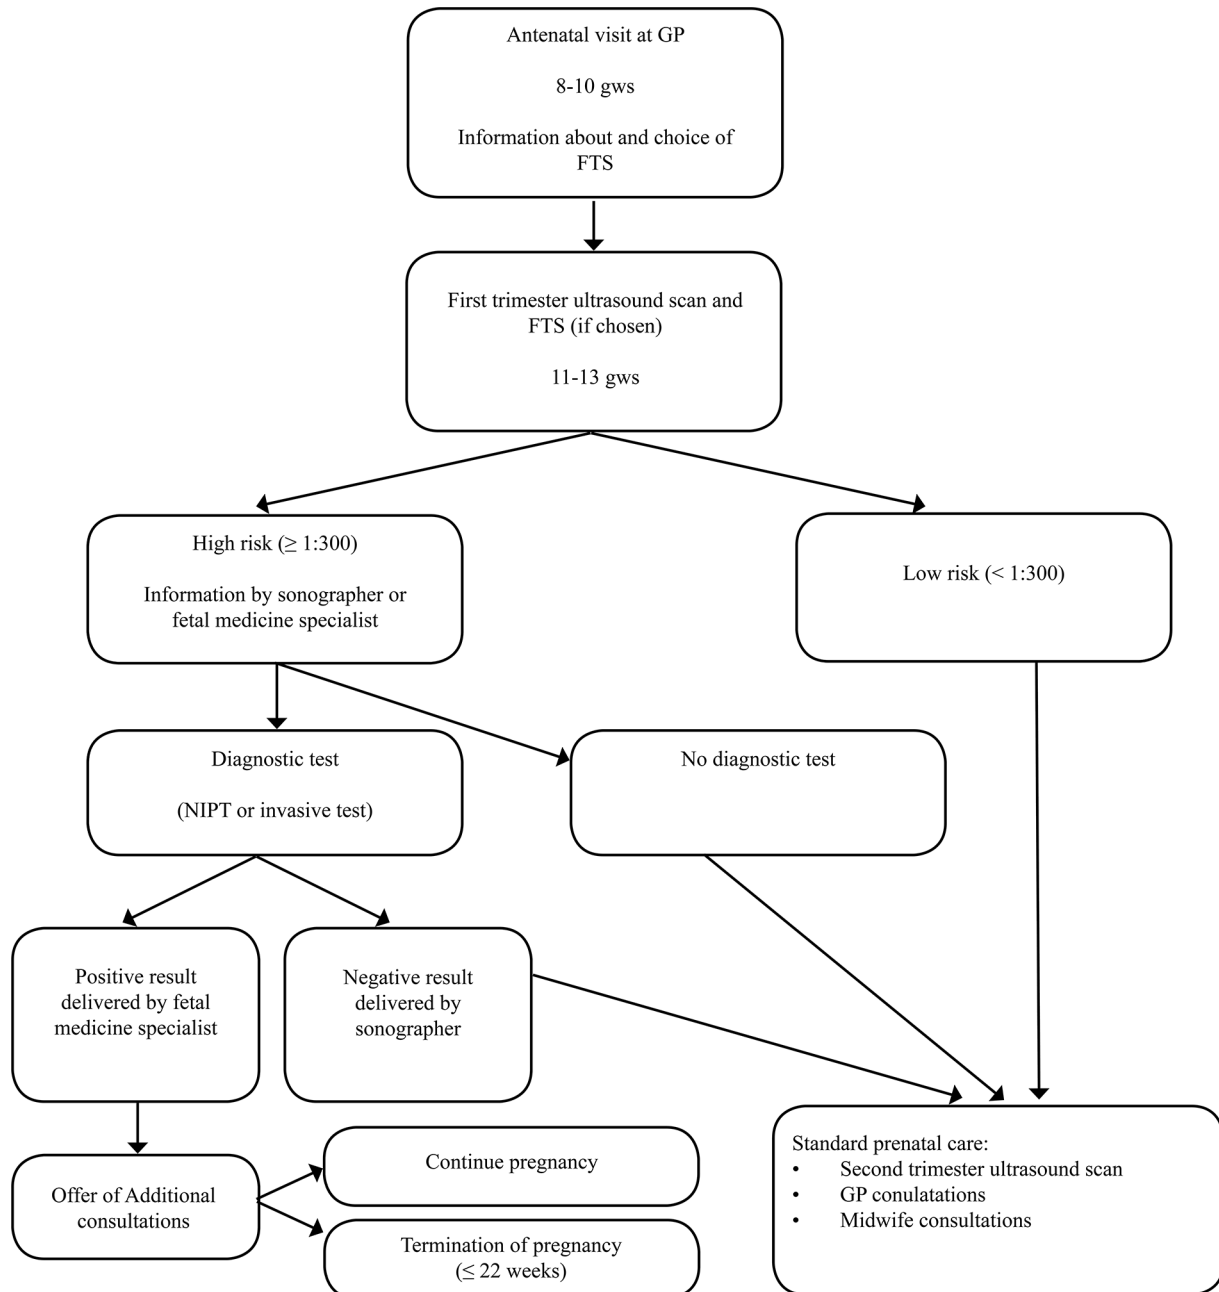 Antenatal visit at GP
8-10 gws
Information about and choice of
FTS
First trimester ultrasound scan and
FTS (if chosen)
11-13 gws
High risk (≥ 1:300)
Information by sonographer or
fetal medicine specialist
Low risk (< 1:300)
Diagnostic test
(NIPT or invasive test)
No diagnostic test
Positive result
delivered by fetal
medicine specialist
Negative result
delivered by
sonographer
Offer of Additional
consultations
Continue pregnancy
Termination of pregnancy
(≤ 22 weeks)
Standard prenatal care:
• Second trimester ultrasound scan
• GP conulatations
• Midwife consultations